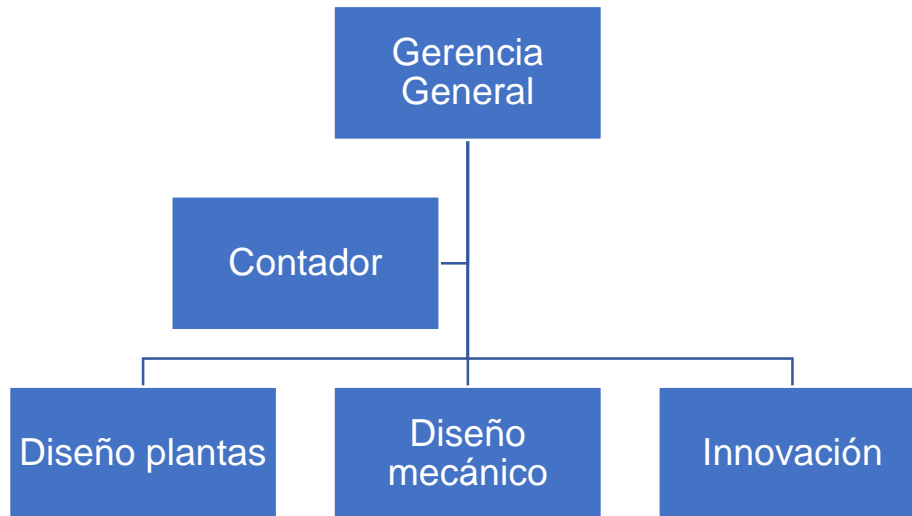 Gerencia
General
Contador
Diseño plantas
Diseño
mecánico
Innovación